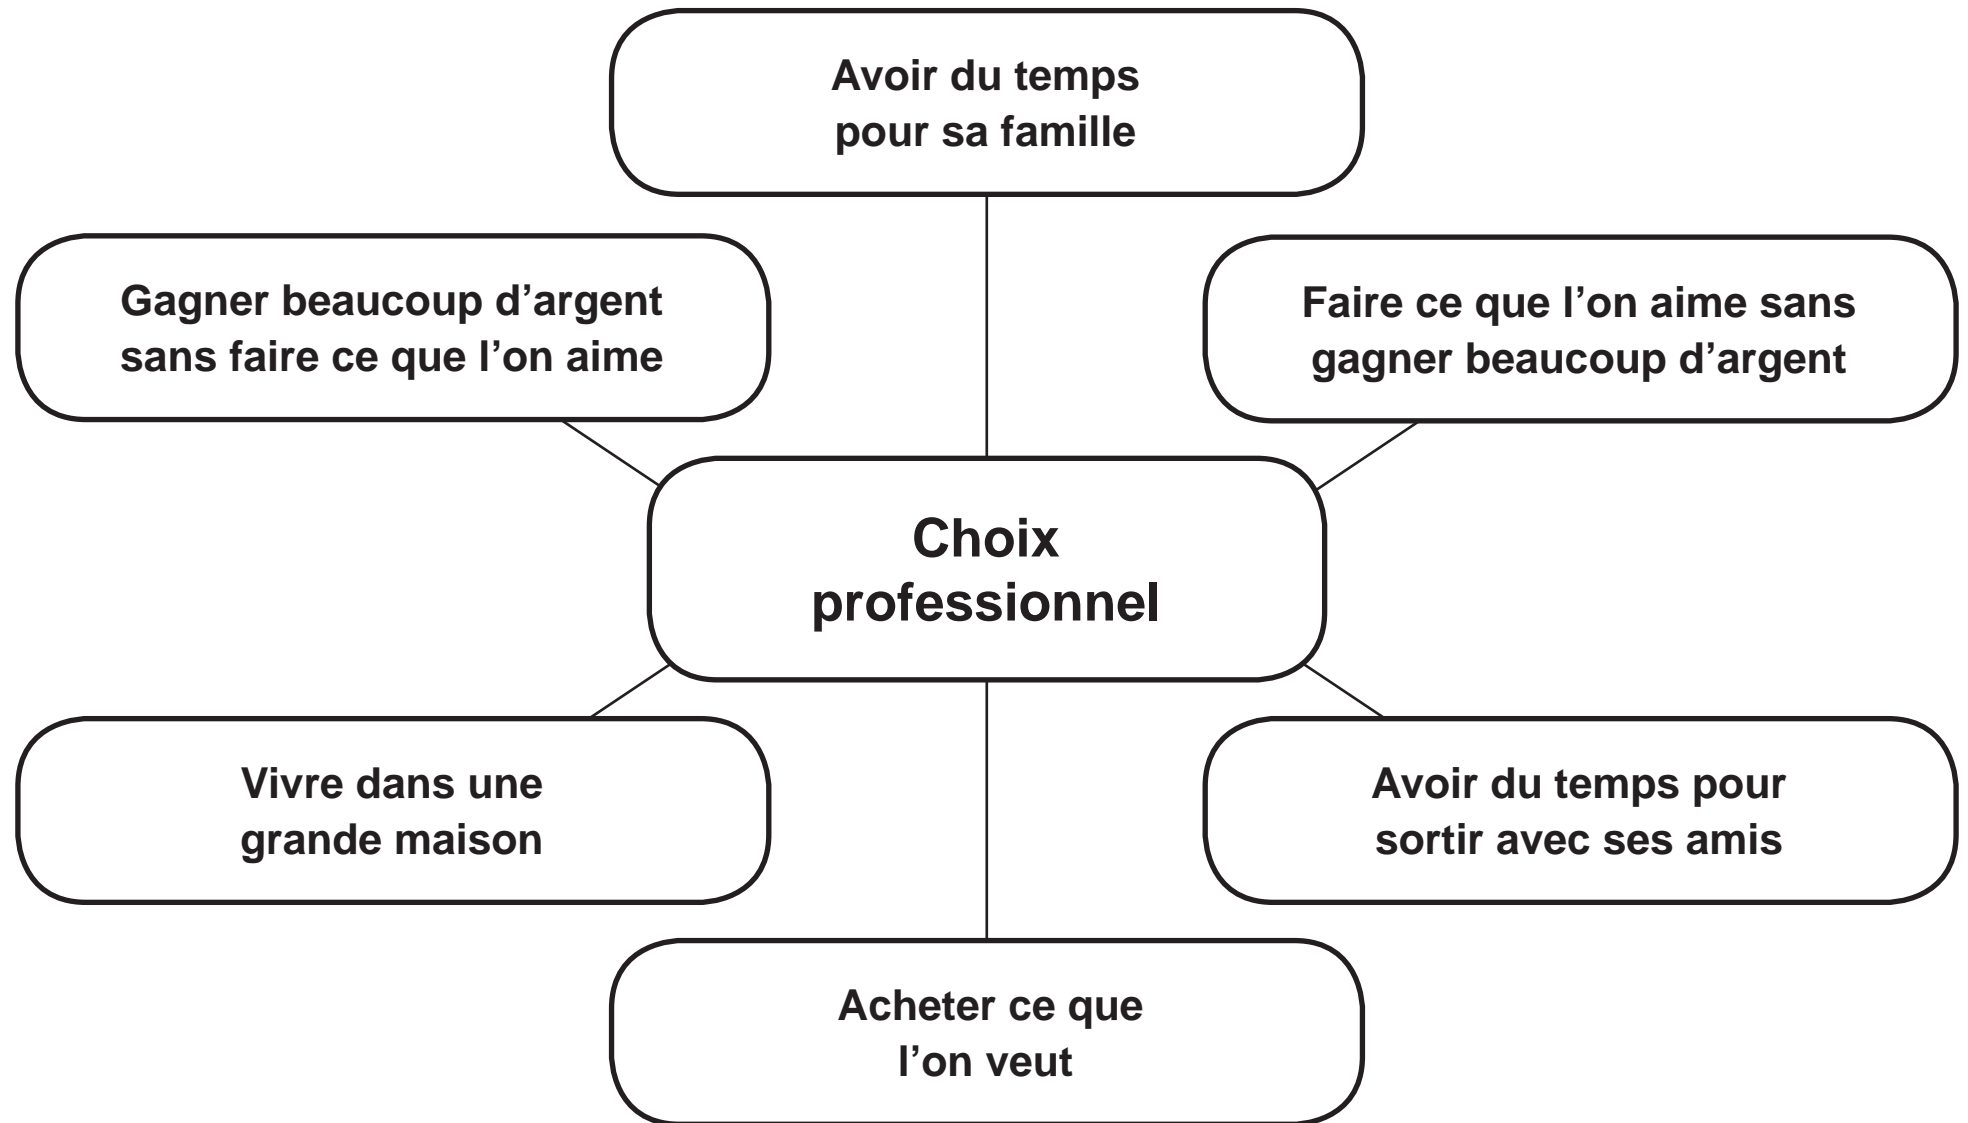 Avoir du temps
pour sa famille
Gagner beaucoup d’argent
sans faire ce que l’on aime
Faire ce que l’on aime sans
gagner beaucoup d’argent
Choix
professionnel
Vivre dans une
grande maison
Avoir du temps pour
sortir avec ses amis
Acheter ce que
l’on veut